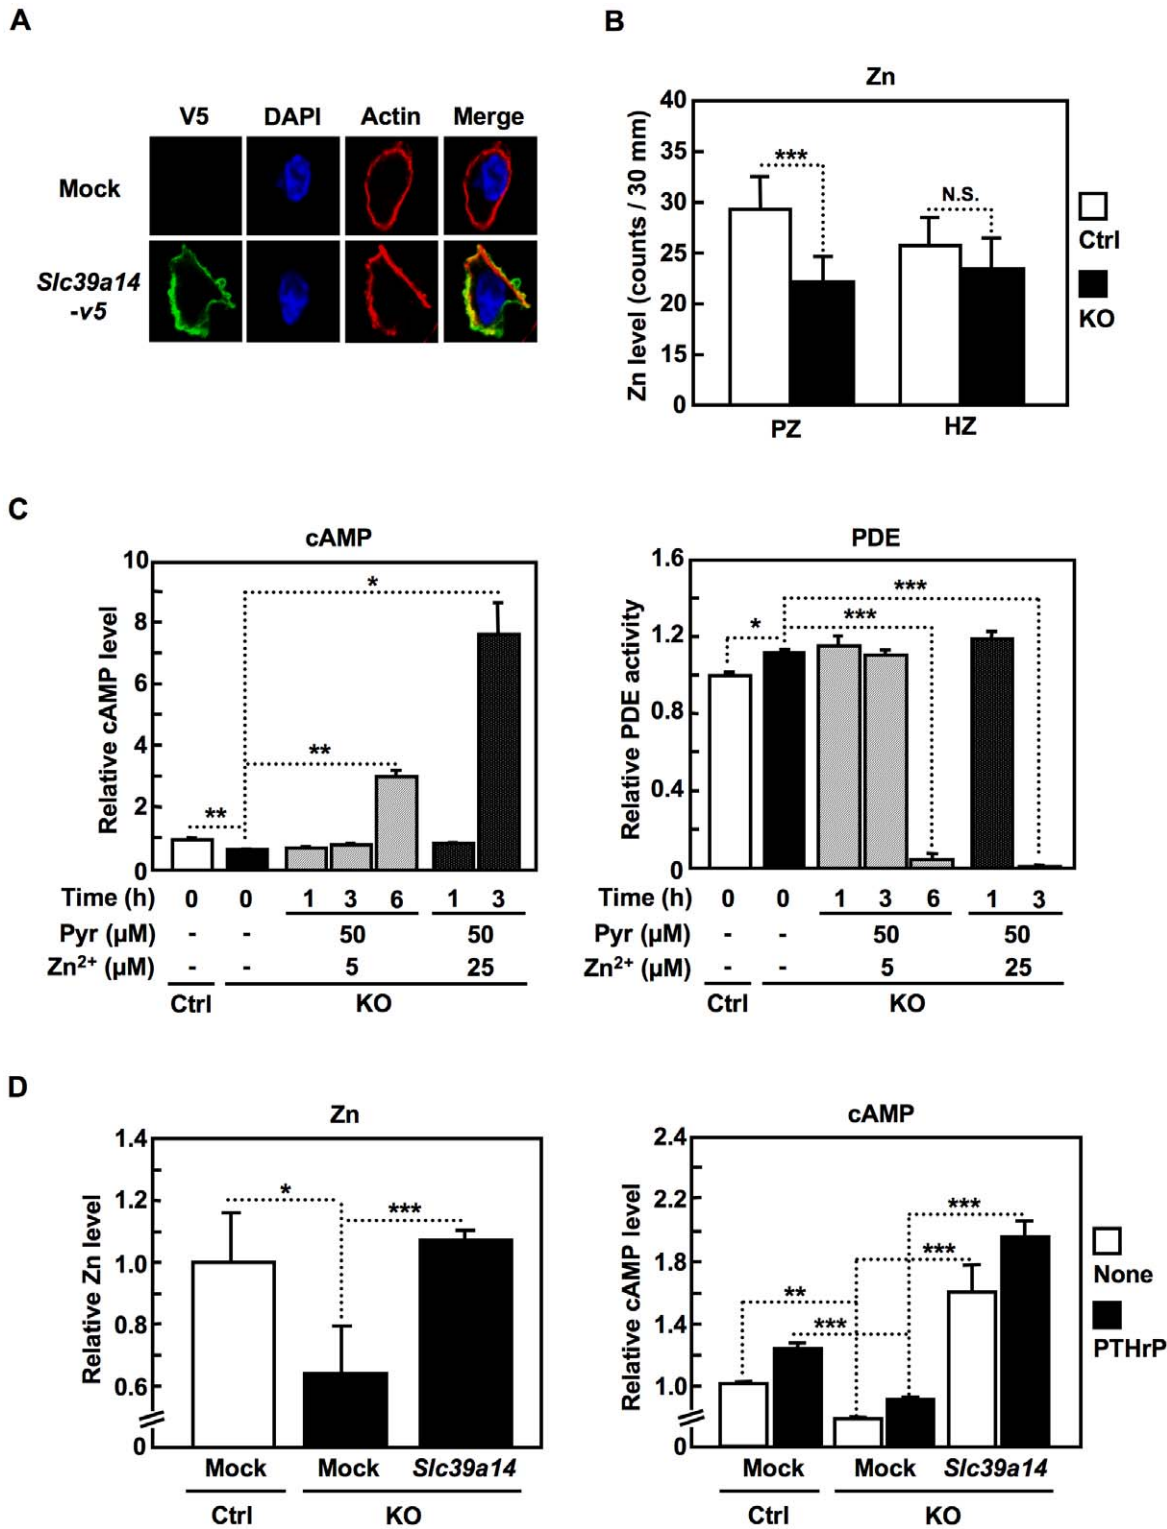 A
V5 DAPI Actin Merge
Mock
Slc39a14
-v5
B
Zn
Zn level (counts / 30 mm)
40
35
30
25
20
15
0
***
N.S.
PZ HZ
Ctrl
KO
C
cAMP
Relative cAMP level
10
8
6
4
2
0
**
**
*
Time (h) 0 0 1 3 6 1 3
Pyr (µM) - - 50 50
Zn2+ (µM) - - 5 25
Ctrl KO
PDE
Relative PDE activity
1.6
1.2
0.8
0.4
0
*
***
***
Time (h) 0 0 1 3 6 1 3
Pyr (µM) - - 50 50
Zn2+ (µM) - - 5 25
Ctrl KO
D
Zn
Relative Zn level
1.4
1.2
1.0
0.8
0.6
0
*
***
Mock Mock Slc39a14
Ctrl KO
cAMP
Relative cAMP level
2.4
2.2
1.8
1.4
1.0
0
**
***
***
***
Mock Mock Slc39a14
Ctrl KO
None
PTHrP